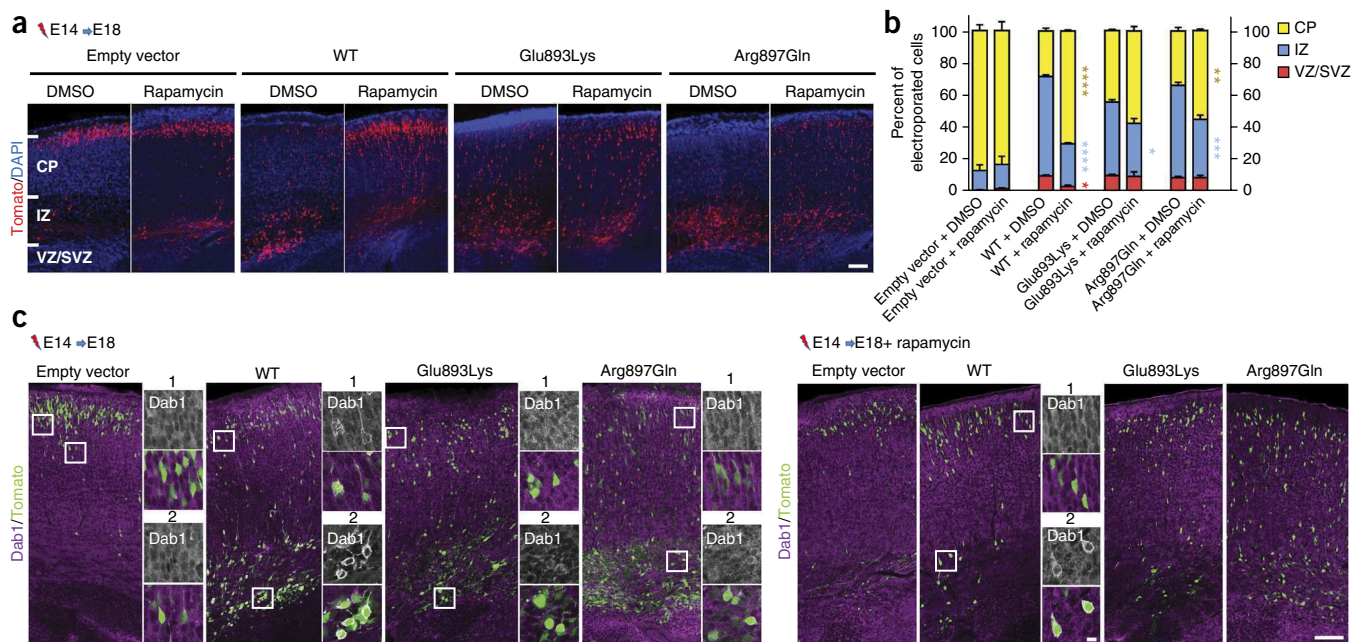 a
E14 ➡E18
Empty vector
WT
Glu893Lys
Arg897Gln
DMSO
Rapamycin
DMSO
Rapamycin
DMSO
Rapamycin
DMSO
Rapamycin
Tomato/DAPI
CP
IZ
VZ/SVZ
b
Percent of
electroporated cells
100
80
60
40
20
0
100
80
60
40
20
0
****
****
*
*
**
***
CP
IZ
VZ/SVZ
Empty vector + DMSO
Empty vector + rapamycin
WT + DMSO
WT + rapamycin
Glu893Lys + DMSO
Glu893Lys + rapamycin
Arg897Gln + DMSO
Arg897Gln + rapamycin
c
E14 ➡E18
Empty vector
1
WT
1
Glu893Lys
1
Arg897Gln
1
Dab1
Dab1
Dab1
Dab1
2
2
2
2
Dab1
Dab1
Dab1
Dab1
Dab1/Tomato
E14 ➡E18+ rapamycin
Empty vector
WT
1
Glu893Lys
Arg897Gln
Dab1
2
Dab1
Dab1/Tomato